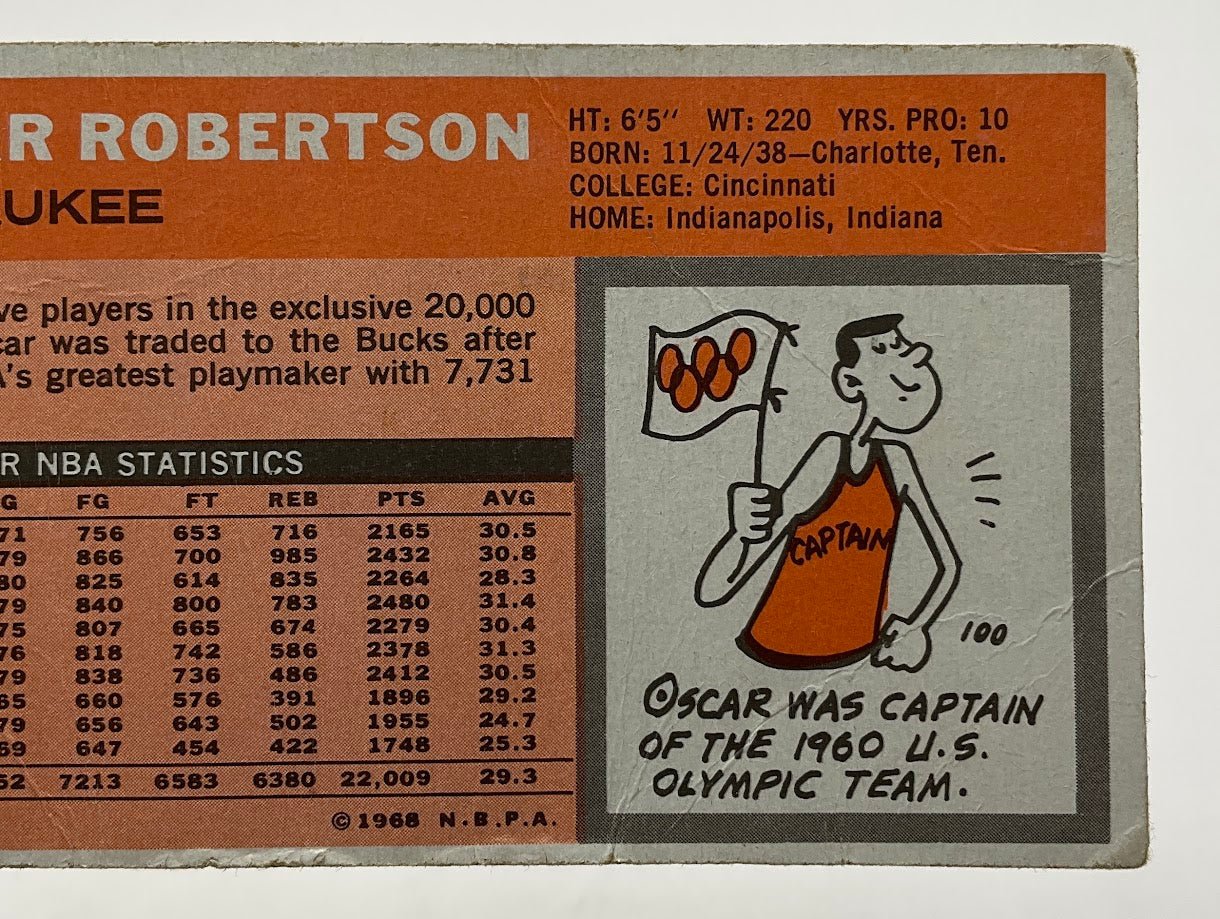 R ROBERTSON
UKEE
HT: 6'5" WT: 220 YRS. PRO: 10
BORN: 11/24/38—Charlotte, Ten.
COLLEGE: Cincinnati
HOME: Indianapolis, Indiana
ve players in the exclusive 20,000
car was traded to the Bucks after
A's greatest playmaker with 7,731
R NBA STATISTICS
G FG FT REB PTS AVG
71 756 653 716 2165 30.5
79 866 700 985 2432 30.8
80 825 614 835 2264 28.3
79 840 800 783 2480 31.4
75 807 665 674 2279 30.4
76 818 742 586 2378 31.3
79 838 736 486 2412 30.5
65 660 576 391 1896 29.2
79 656 643 502 1955 24.7
69 647 454 422 1748 25.3
52 7213 6583 6380 22,009 29.3
© 1968 N.B.P.A.
CAPTAIN
100
OSCAR WAS CAPTAIN
OF THE 1960 U.S.
OLYMPIC TEAM.